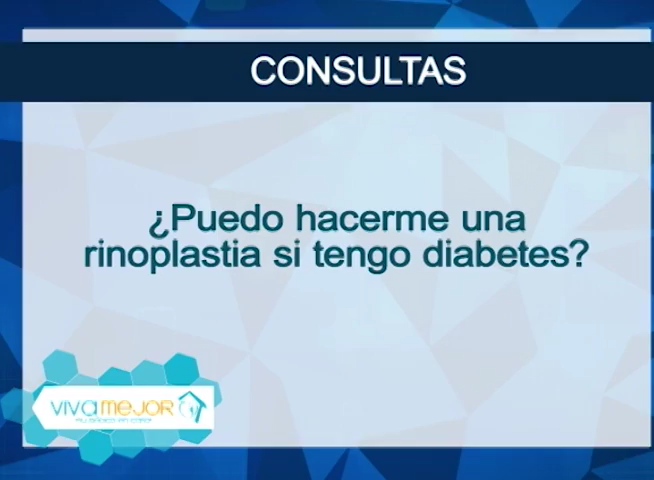 CONSULTAS
¿Puedo hacerme una
rinoplastia si tengo diabetes?
VIVAMEJOR